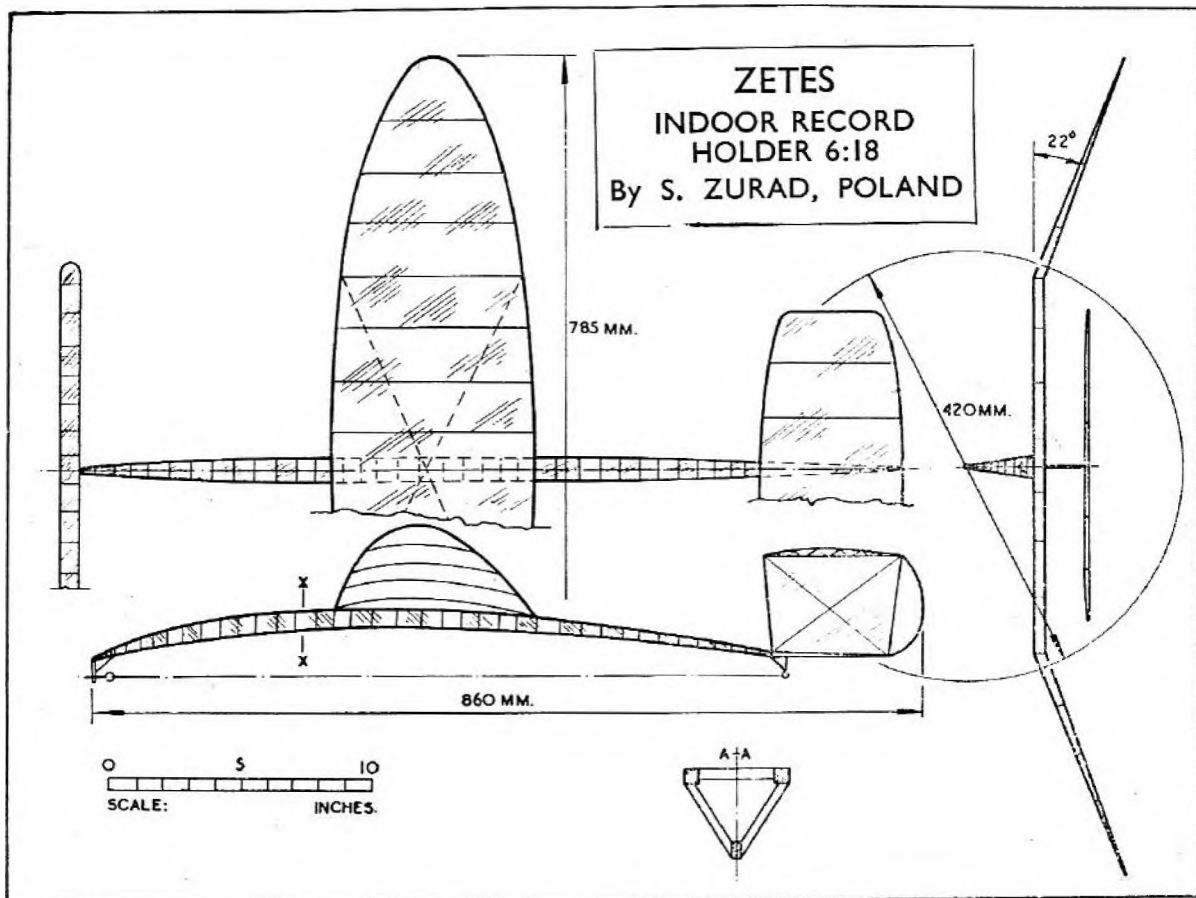 ZETES
INDOOR RECORD
HOLDER 6:18
By S. ZURAD, POLAND
22°
785 MM.
420MM.
X
X
860 MM.
0 5 10
SCALE: INCHES.
A-A